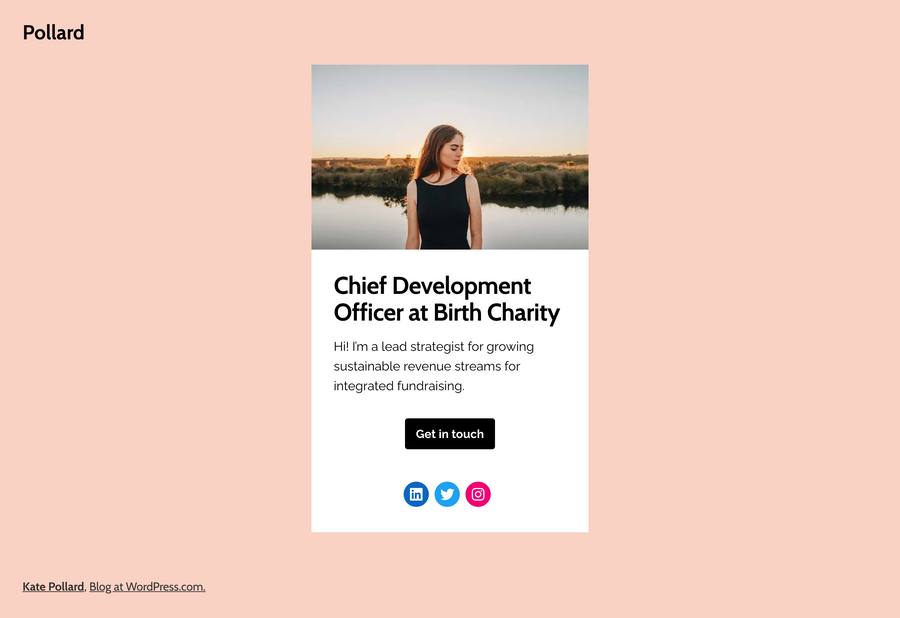 Pollard
Chief Development
Officer at Birth Charity
Hi! I'm a lead strategist for growing
sustainable revenue streams for
integrated fundraising.
Get in touch
in
Kate Pollard, Blog at WordPress.com.